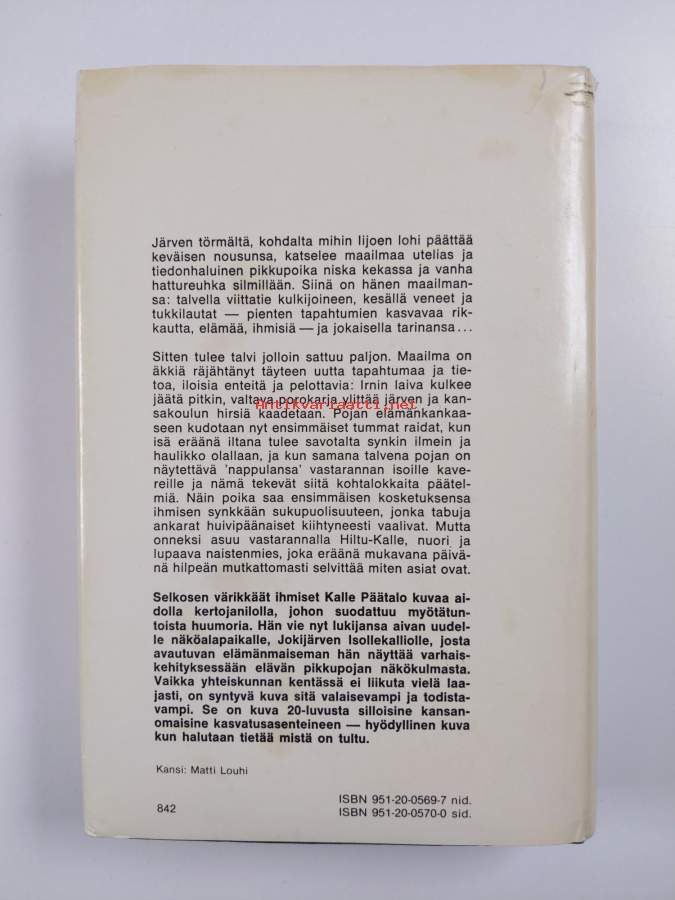 Järven törmältä, kohdalta mihin Iijoen lohi päättää
keväisen nousunsa, katselee maailmaa utelias ja
tiedonhaluinen pikkupoika niska kekassa ja vanha
hattureuhka silmillään. Siinä on hänen maailman-
sa: talvella viittatie kulkijoineen, kesällä veneet ja
tukkilautat — pienten tapahtumien kasvavaa rik-
kautta, elämää, ihmisiä — ja jokaisella tarinansa...
Sitten tulee talvi jolloin sattuu paljon. Maailma on
äkkiä räjähtänyt täyteen uutta tapahtumaa ja tie-
toa, iloisia enteitä ja pelottavia: Irnin laiva kulkee
jäätä pitkin, valtava porokarja ylittää järven ja kan-
sakoulun hirsiä kaadetaan. Pojan elämänkankaa-
Antikvariaatti.net
seen kudotaan nyt ensimmäiset tummat raidat, kun
isä eräänä iltana tulee savotalta synkin ilmein ja
haulikko olallaan, ja kun samana talvena pojan on
näytettävä 'nappulansa' vastarannan isoille kave-
reille ja nämä tekevät siitä kohtalokkaita päätel-
miä. Näin poika saa ensimmäisen kosketuksensa
ihmisen synkkään sukupuolisuuteen, jonka tabuja
ankarat huivipäänaiset kiihtyneesti vaalivat. Mutta
onneksi asuu vastarannalla Hiltu-Kalle, nuori ja
lupaava naistenmies, joka eräänä mukavana päivä-
nä hilpeän mutkattomasti selvittää miten asiat ovat.
Selkosen värikkäät ihmiset Kalle Päätalo kuvaa ai-
dolla kertojanilolla, johon suodattuu myötätun-
toista huumoria. Hän vie nyt lukijansa aivan uudel-
le näköalapaikalle, Jokijärven Isollekalliolle, josta
avautuvan elämänmaiseman hän näyttää varhais-
kehityksessään elävän pikkupojan näkökulmasta.
Vaikka yhteiskunnan kentässä ei liikuta vielä laa-
jasti, on syntyvä kuva sitä valaisevampi ja todista-
vampi. Se on kuva 20-luvusta silloisine kansan-
omaisine kasvatusasenteineen — hyödyllinen kuva
kun halutaan tietää mistä on tultu.
Kansi: Matti Louhi
842
ISBN 951-20-0569-7 nid.
ISBN 951-20-0570-0 sid.